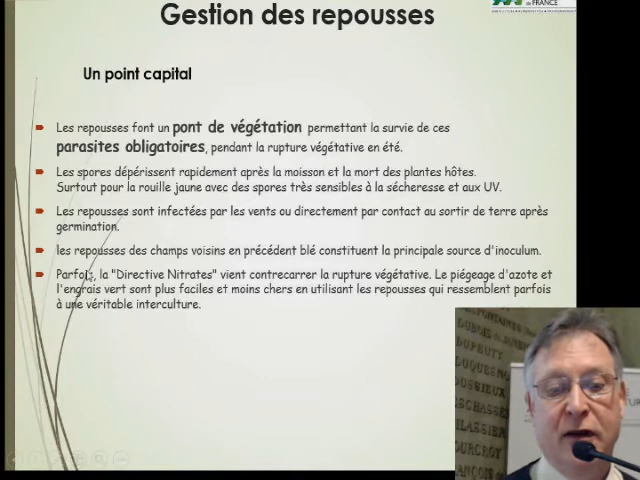 Gestion des repousses
de FRANCE
Un point capital
Les repousses font un pont de végétation permettant la survie de ces
parasites obligatoires, pendant la rupture végétative en été.
Les spores dépérissent rapidement après la moisson et la mort des plantes hôtes.
Surtout pour la rouille jaune avec des spores très sensibles à la sécheresse et aux UV.
Les repousses sont infectées par les vents ou directement par contact au sortir de terre après
germination.
les repousses des champs voisins en précédent blé constituent la principale source d'inoculum.
Parfois, la "Directive Nitrates" vient contrecarrer la rupture végétative. Le piégeage d'azote et
l'engrais vert sont plus faciles et moins chers en utilisant les repousses qui ressemblent parfois
à une véritable interculture.
DUPUYT